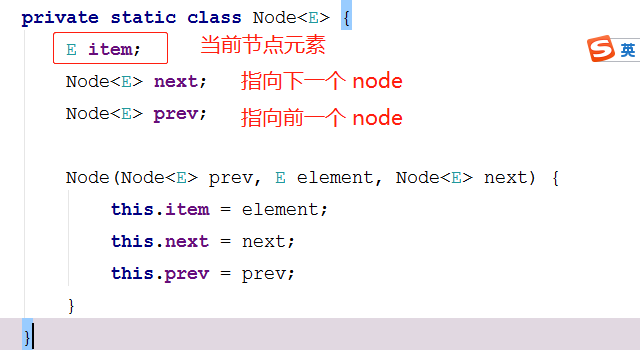 private static class Node<E> {
E item; 当前节点元素
Node<E> next; 指向下一个 node
Node<E> prev; 指向前一个 node
Node(Node<E> prev, E element, Node<E> next) {
this.item = element;
this.next = next;
this.prev = prev;
}
}
S 英